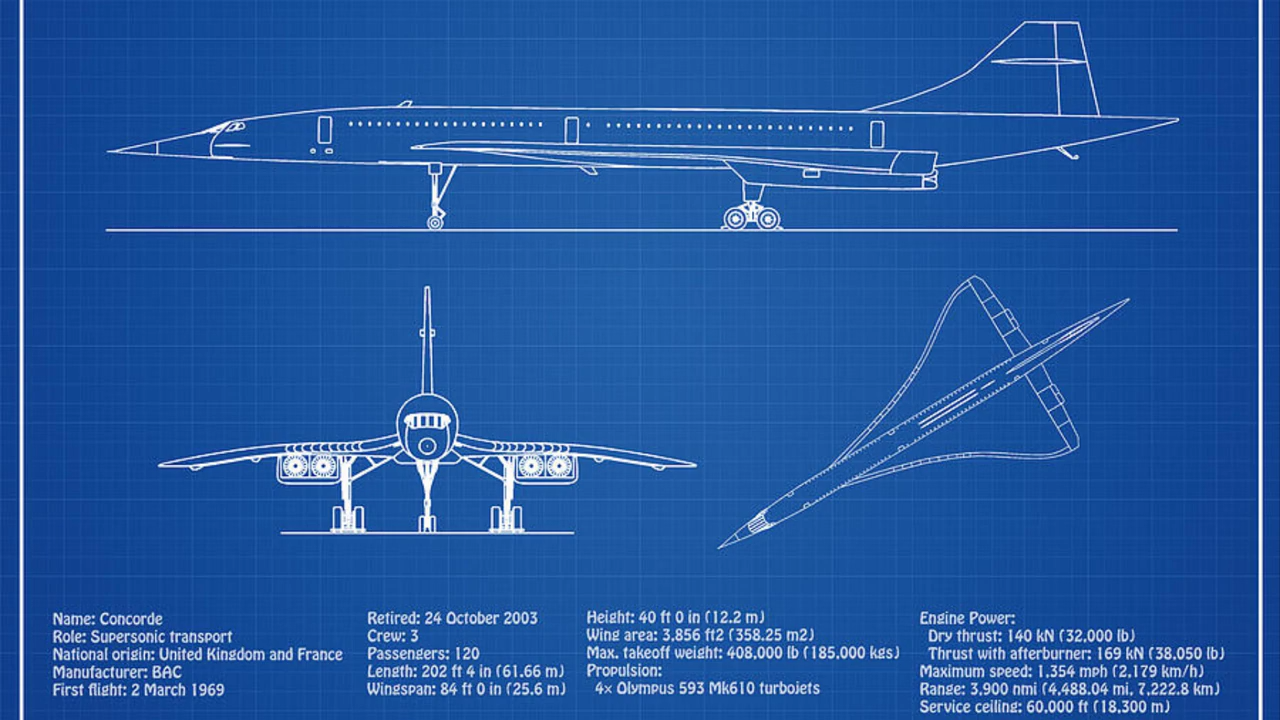 Name: Concorde
Role: Supersonic transport
National origin: United Kingdom and France
Manufacturer: BAC
First flight: 2 March 1969
Retired: 24 October 2003
Crew: 3
Passengers: 120
Length: 202 ft 4 in (61.66 m)
Wingspan: 84 ft 0 in (25.6 m)
Height: 40 ft 0 in (12.2 m)
Wing area: 3,856 ft2 (358.25 m2)
Max. takeoff weight: 408,000 lb (185,000 kgs)
Propulsion:
4x Olympus 593 Mk610 turbojets
Engine Power:
Dry thrust: 140 kN (32,000 lb)
Thrust with afterburner: 169 kN (38,050 lb)
Maximum speed: 1,354 mph (2,179 km/h)
Range: 3,900 nmi (4,488.04 mi, 7,222.8 km)
Service ceiling: 60,000 ft (18,300 m)